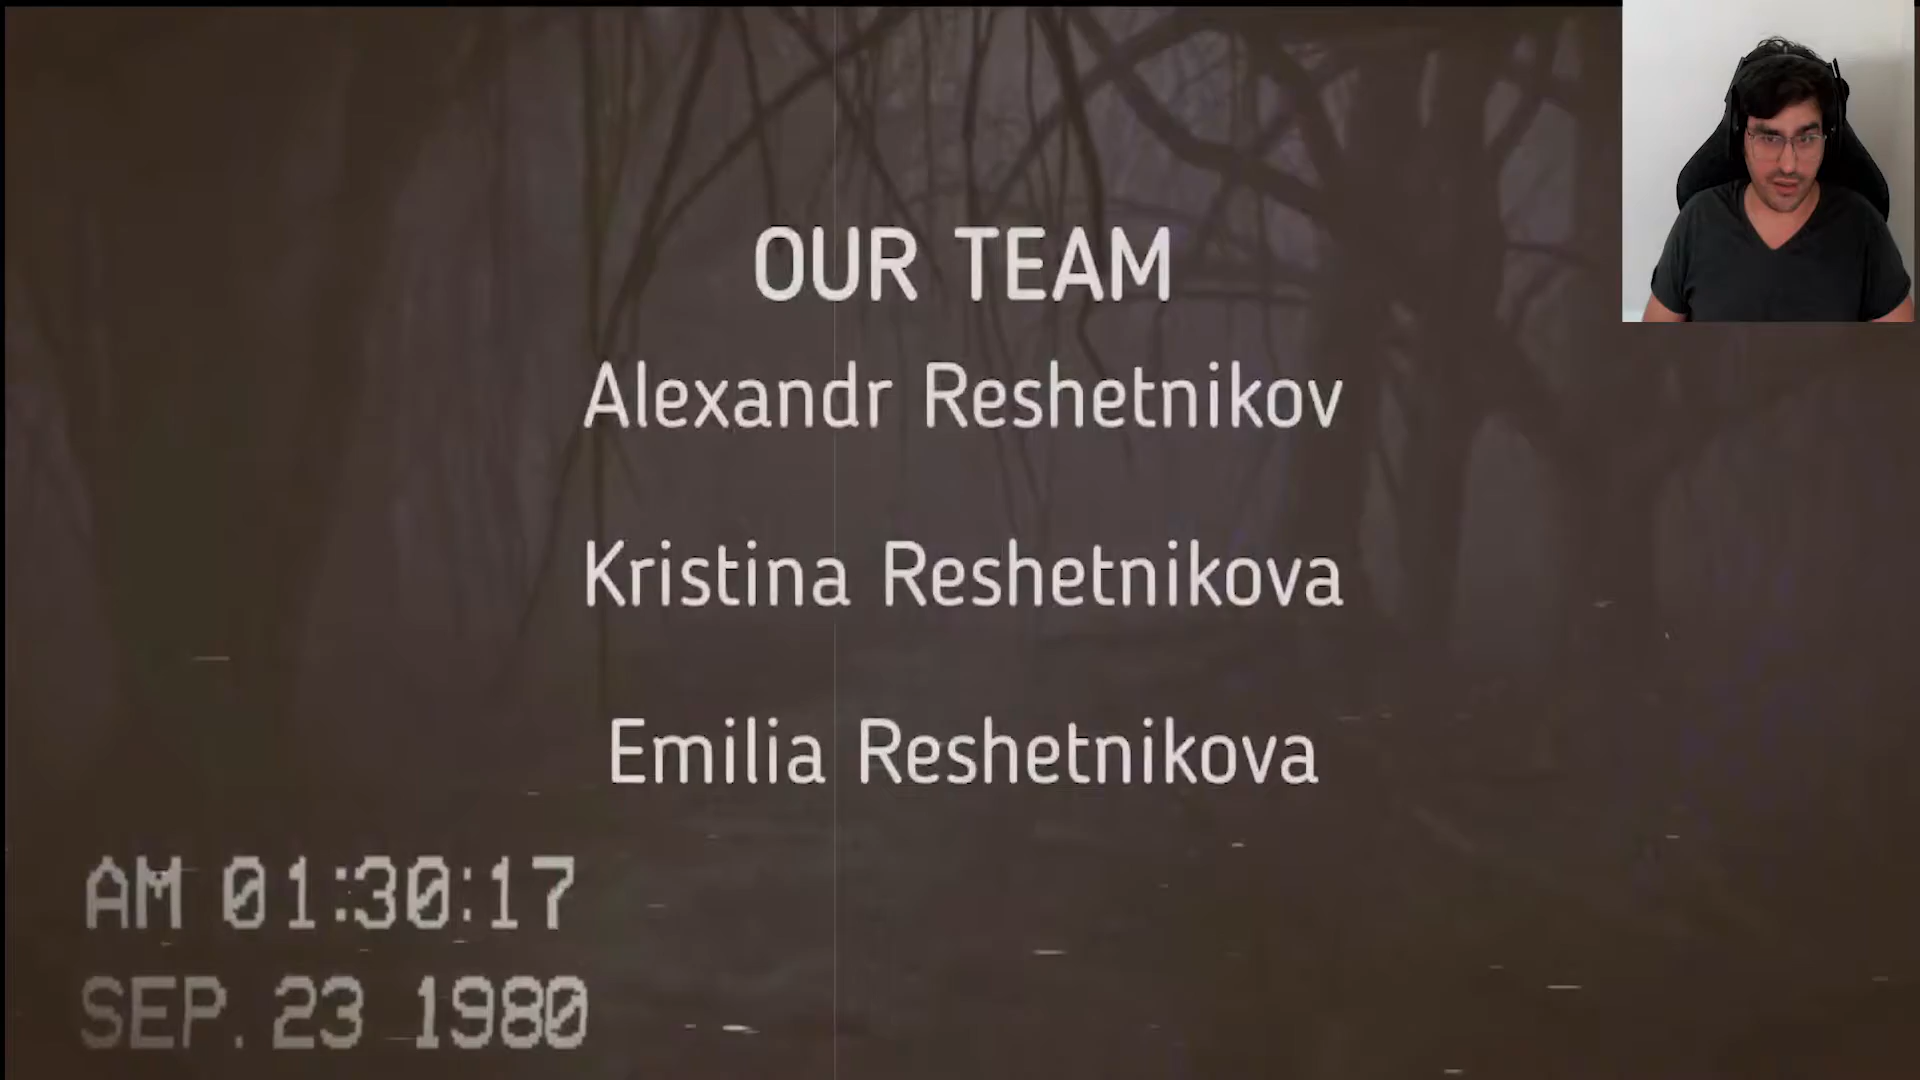 OUR TEAM
Alexandr Reshetnikov
Kristina Reshetnikova
Emilia Reshetnikova
AM 01:30:17
SEP. 23 1980